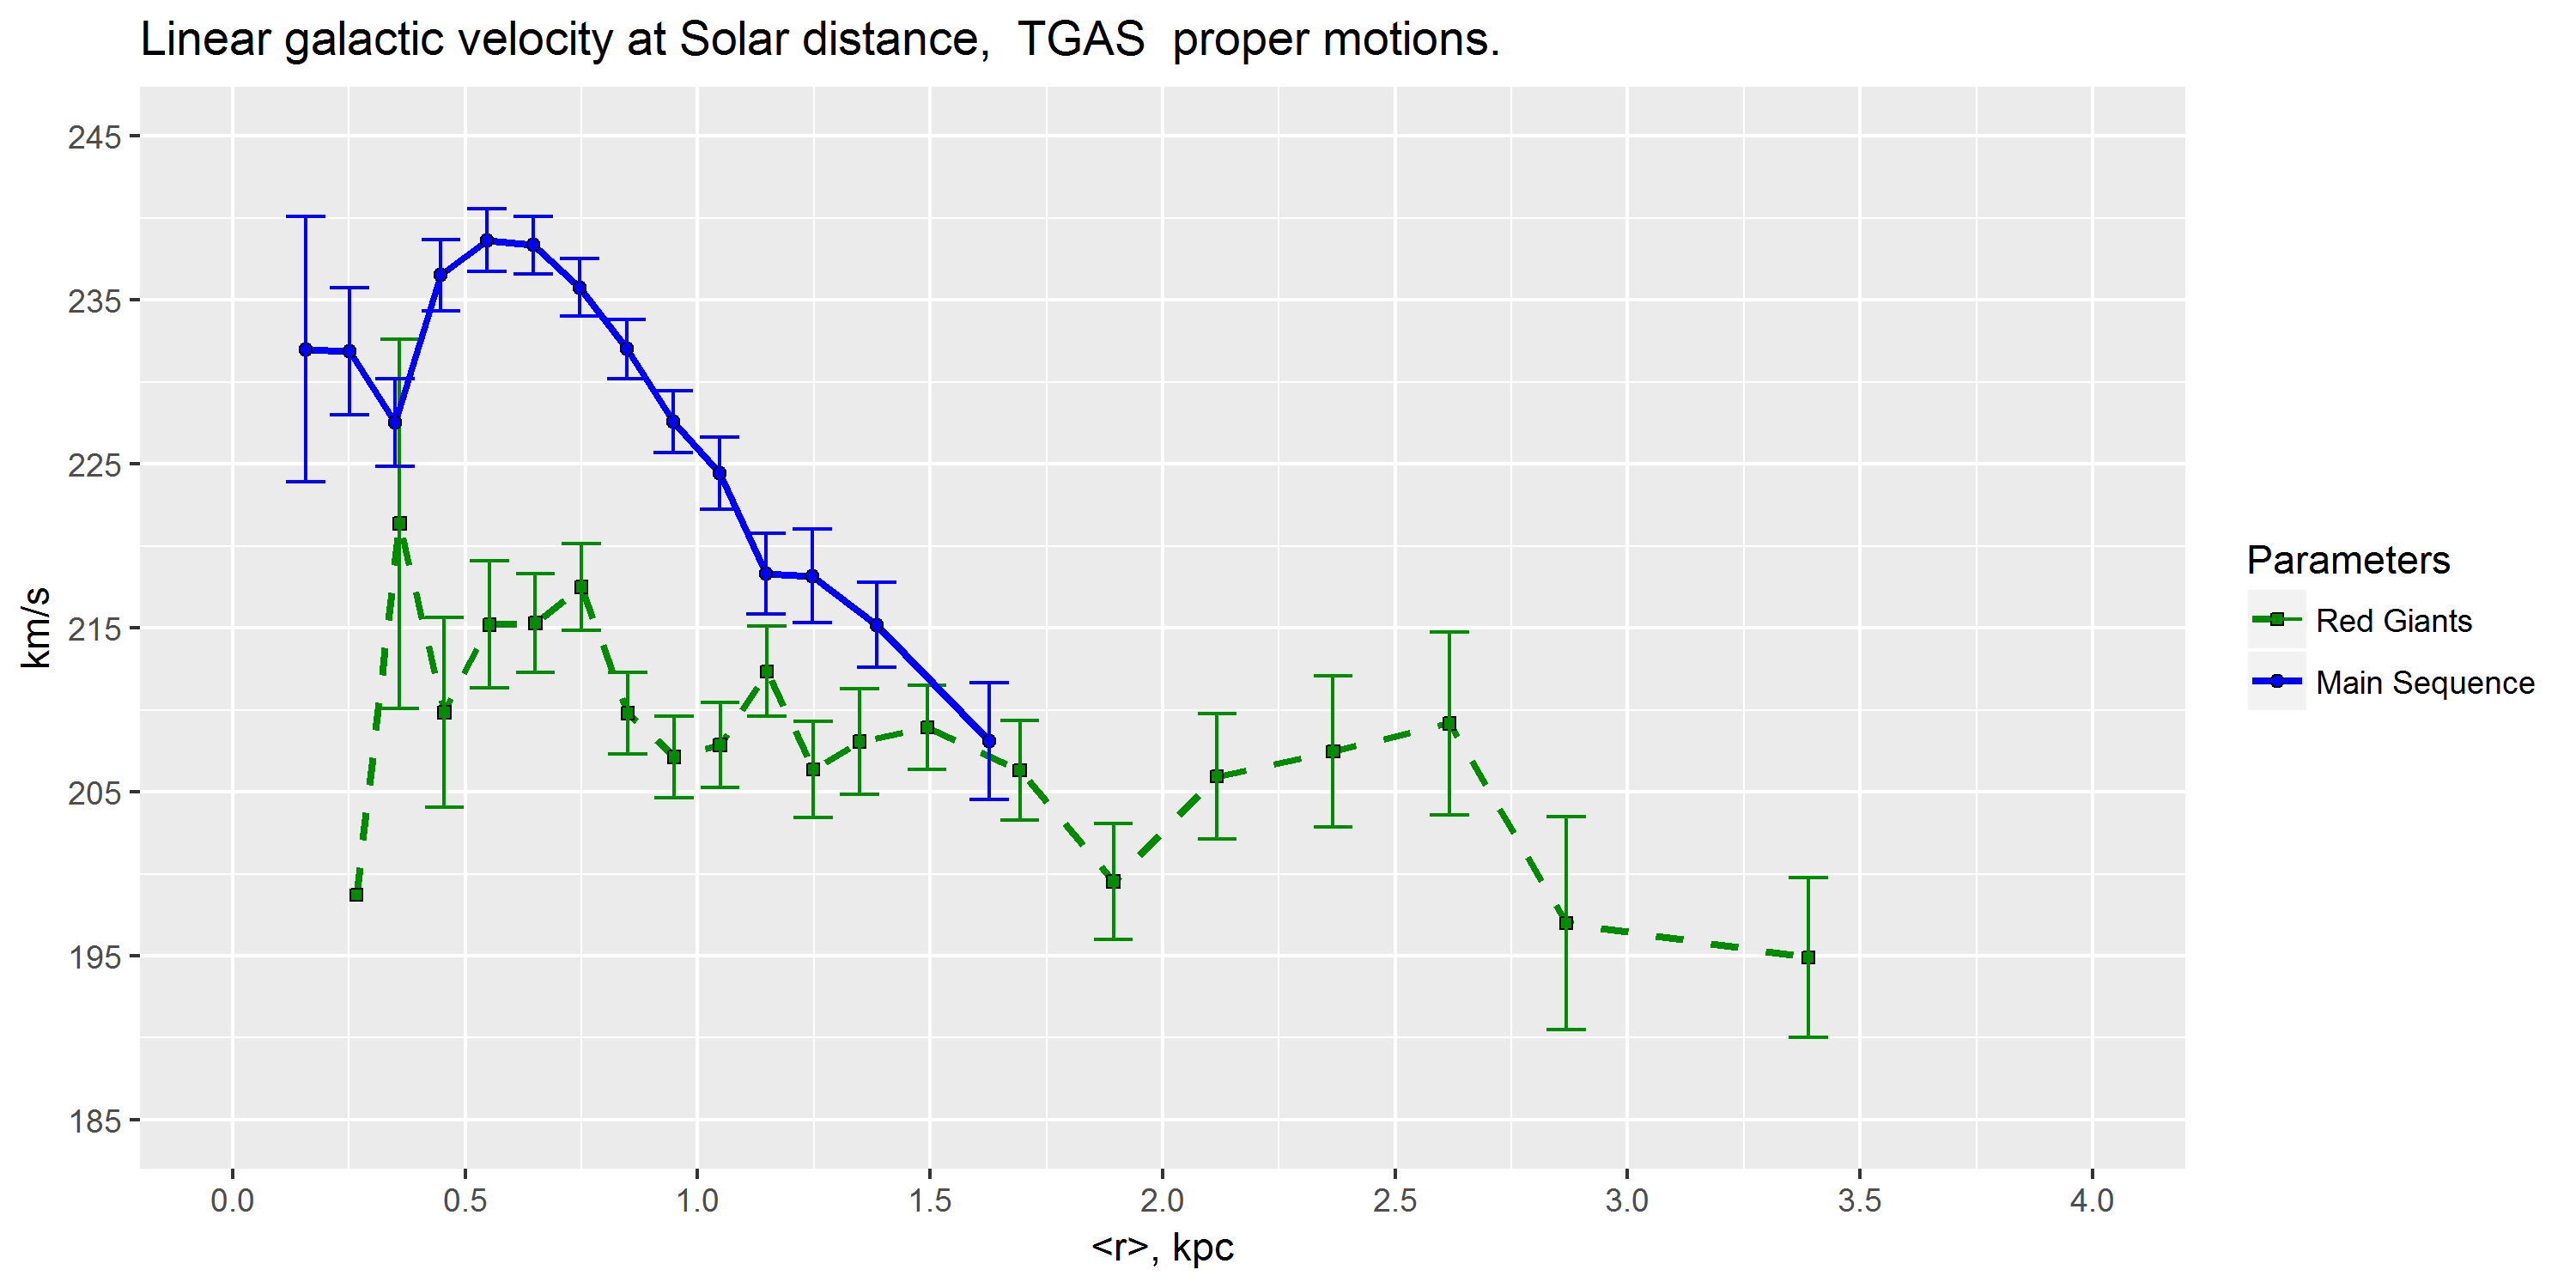 Linear galactic velocity at Solar distance,  TGAS  proper motions.
245
235
225
215
205
195
185
km/s
0.0 0.5 1.0 1.5 2.0 2.5 3.0 3.5 4.0
<r>, kpc
Parameters
Red Giants
Main Sequence